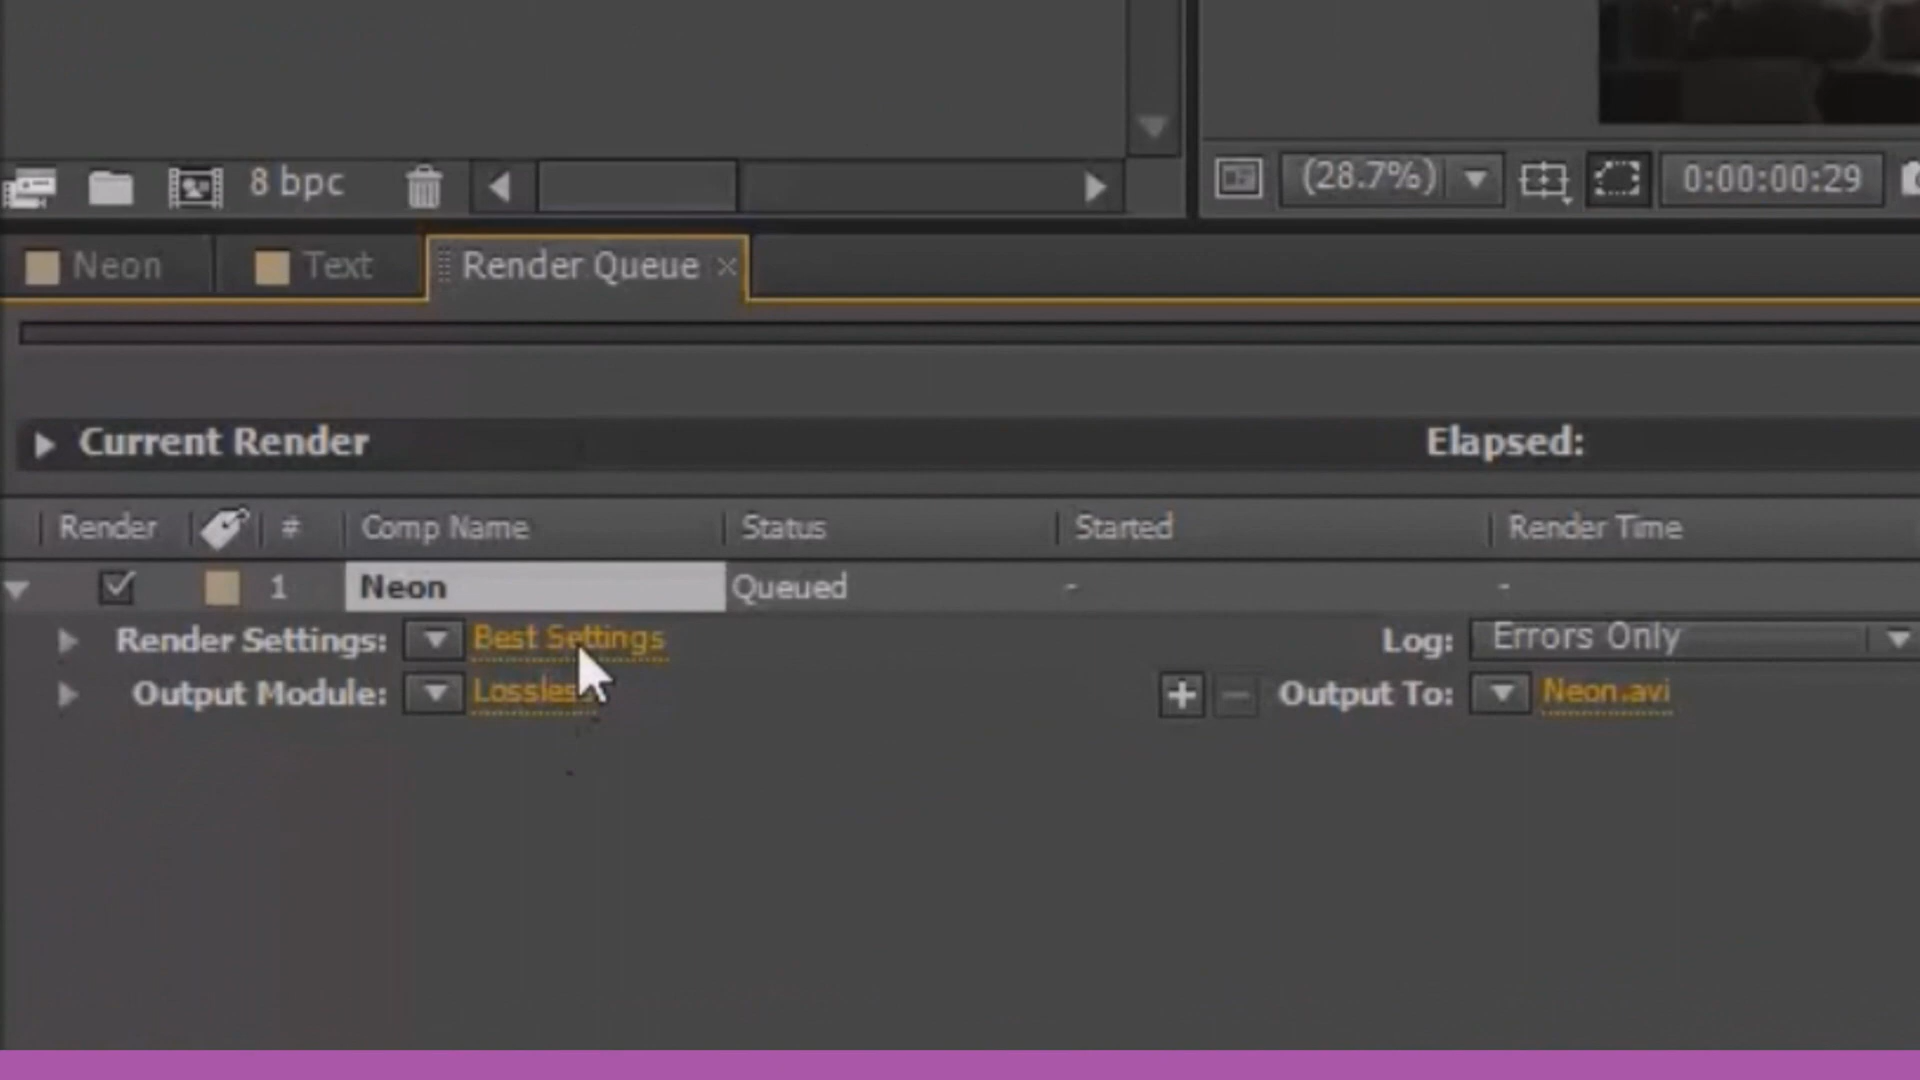 8 bpc
(28.7%)
0:00:00:29
Neon
Text
Render Queue
Current Render
Elapsed:
Render
#
Comp Name
Status
Started
Render Time
1
Neon
Queued
-
-
Render Settings:
Best Settings
Log:
Errors Only
Output Module:
Lossless
Output To:
Neon.avi